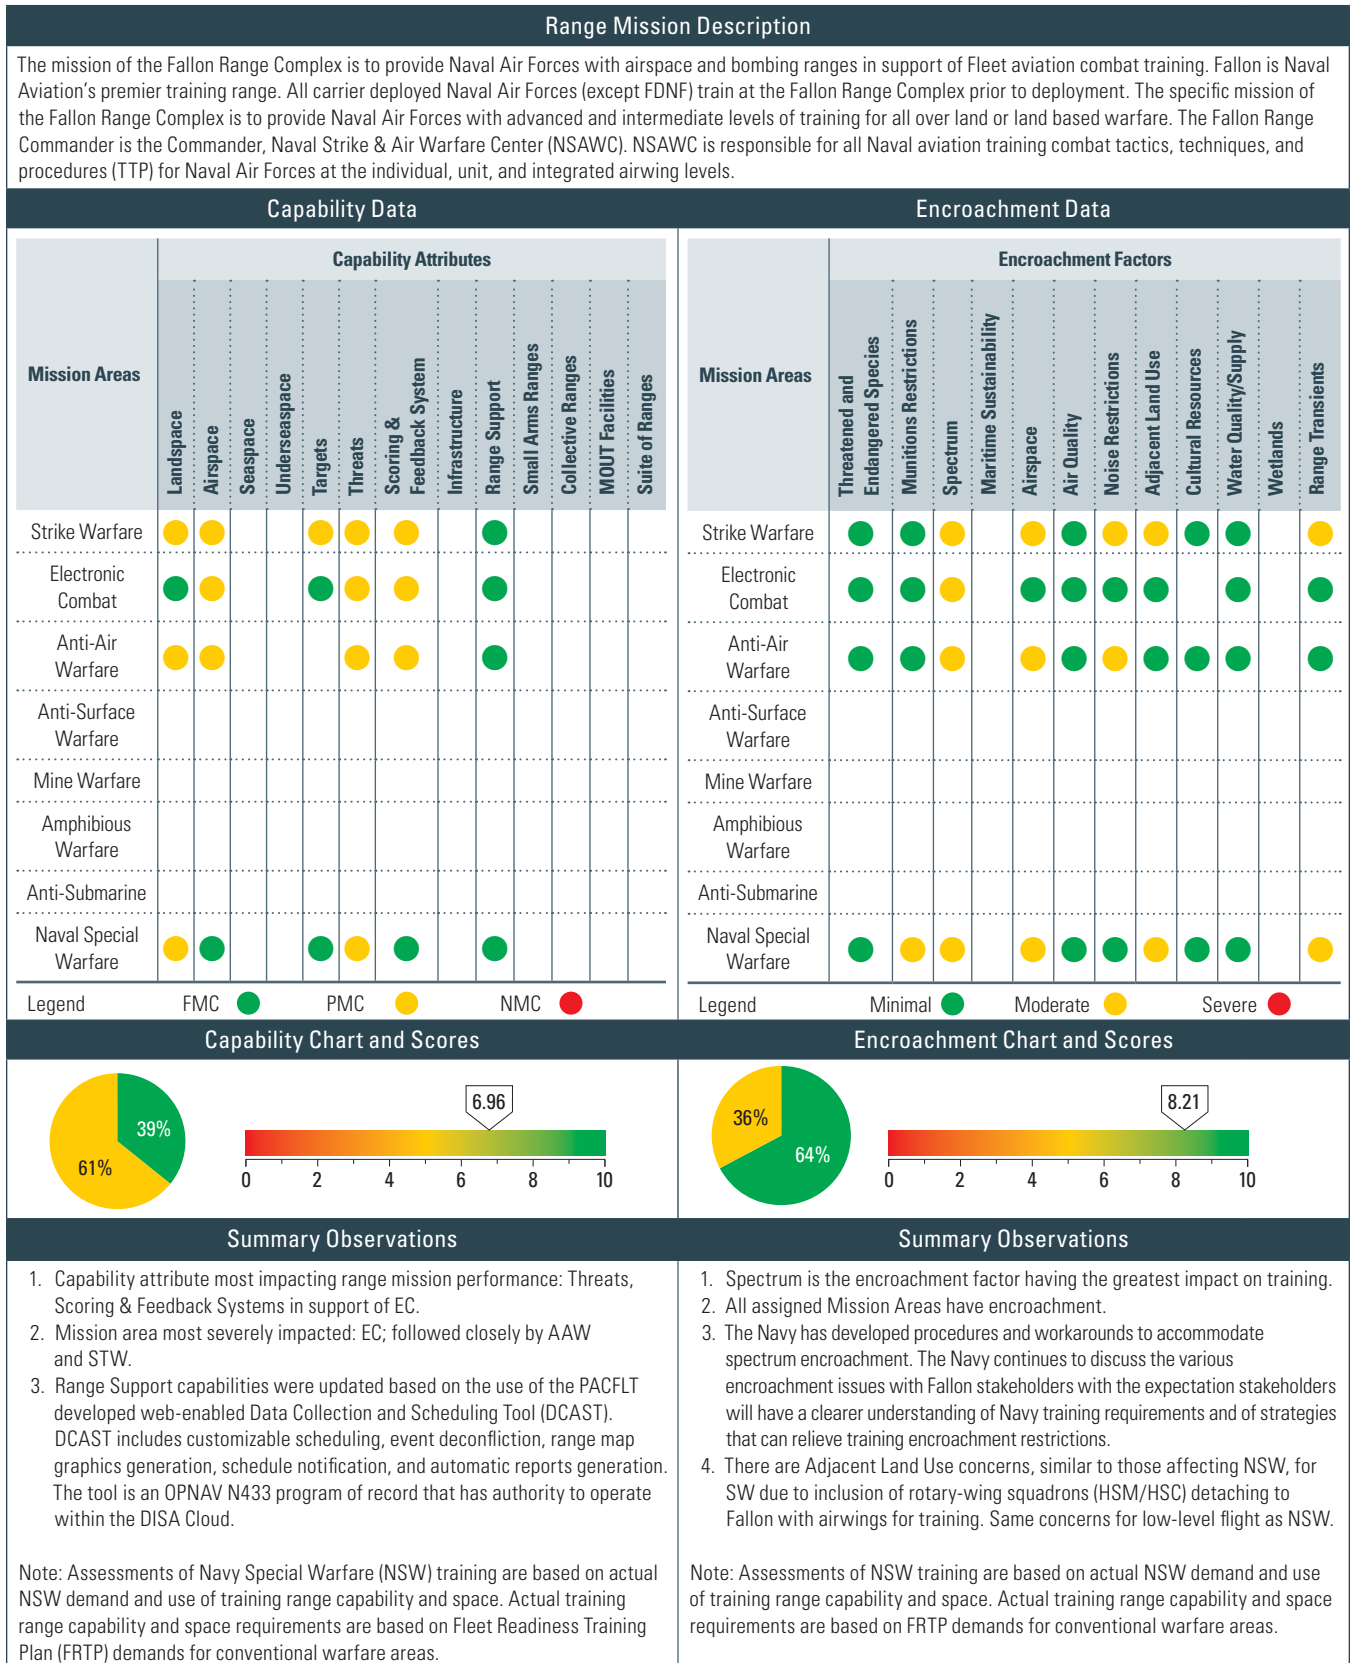 Range Mission Description
The mission of the Fallon Range Complex is to provide Naval Air Forces with airspace and bombing ranges in support of Fleet aviation combat training. Fallon is Naval
Aviation's premier training range. All carrier deployed Naval Air Forces (except FDNF) train at the Fallon Range Complex prior to deployment. The specific mission of
the Fallon Range Complex is to provide Naval Air Forces with advanced and intermediate levels of training for all over land or land based warfare. The Fallon Range
Commander is the Commander, Naval Strike & Air Warfare Center (NSAWC). NSAWC is responsible for all Naval aviation training combat tactics, techniques, and
procedures (TTP) for Naval Air Forces at the individual, unit, and integrated airwing levels.
Capability Data
Mission Areas
Capability Attributes
Landspace
Airspace
Seaspace
Underseaspace
Targets
Threats
Scoring &
Feedback System
Infrastructure
Range Support
Small Arms Ranges
Collective Ranges
MOUT Facilities
Suite of Ranges
Strike Warfare
Electronic
Combat
Anti-Air
Warfare
Anti-Surface
Warfare
Mine Warfare
Amphibious
Warfare
Anti-Submarine
Naval Special
Warfare
Legend FMC PMC NMC
Encroachment Data
Mission Areas
Encroachment Factors
Threatened and
Endangered Species
Munitions Restrictions
Spectrum
Maritime Sustainability
Airspace
Air Quality
Noise Restrictions
Adjacent Land Use
Cultural Resources
Water Quality/Supply
Wetlands
Range Transients
Strike Warfare
Electronic
Combat
Anti-Air
Warfare
Anti-Surface
Warfare
Mine Warfare
Amphibious
Warfare
Anti-Submarine
Naval Special
Warfare
Legend Minimal Moderate Severe
Capability Chart and Scores
39%
61%
6.96
0 2 4 6 8 10
Encroachment Chart and Scores
36%
64%
8.21
0 2 4 6 8 10
Summary Observations
1. Capability attribute most impacting range mission performance: Threats,
Scoring & Feedback Systems in support of EC.
2. Mission area most severely impacted: EC; followed closely by AAW
and STW.
3. Range Support capabilities were updated based on the use of the PACFLT
developed web-enabled Data Collection and Scheduling Tool (DCAST).
DCAST includes customizable scheduling, event deconfliction, range map
graphics generation, schedule notification, and automatic reports generation.
The tool is an OPNAV N433 program of record that has authority to operate
within the DISA Cloud.
Note: Assessments of Navy Special Warfare (NSW) training are based on actual
NSW demand and use of training range capability and space. Actual training
range capability and space requirements are based on Fleet Readiness Training
Plan (FRTP) demands for conventional warfare areas.
Summary Observations
1. Spectrum is the encroachment factor having the greatest impact on training.
2. All assigned Mission Areas have encroachment.
3. The Navy has developed procedures and workarounds to accommodate
spectrum encroachment. The Navy continues to discuss the various
encroachment issues with Fallon stakeholders with the expectation stakeholders
will have a clearer understanding of Navy training requirements and of strategies
that can relieve training encroachment restrictions.
4. There are Adjacent Land Use concerns, similar to those affecting NSW, for
SW due to inclusion of rotary-wing squadrons (HSM/HSC) detaching to
Fallon with airwings for training. Same concerns for low-level flight as NSW.
Note: Assessments of NSW training are based on actual NSW demand and use
of training range capability and space. Actual training range capability and space
requirements are based on FRTP demands for conventional warfare areas.